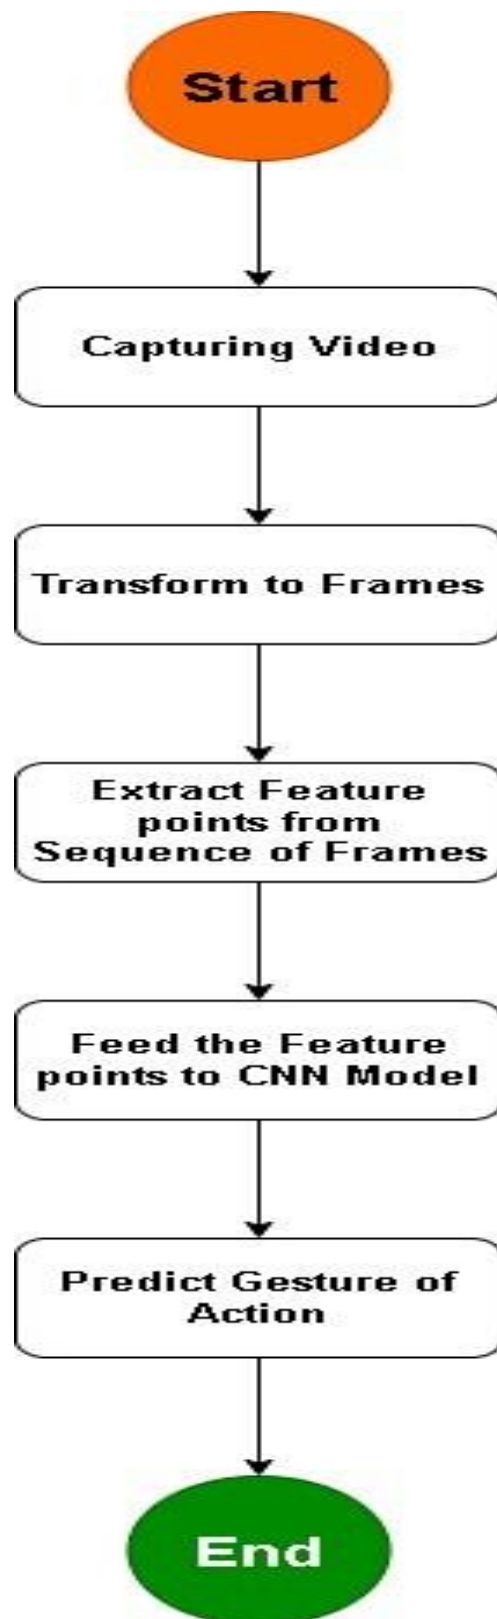 Start
Capturing Video
Transform to Frames
Extract Feature
points from
Sequence of Frames
Feed the Feature
points to CNN Model
Predict Gesture of
Action
End